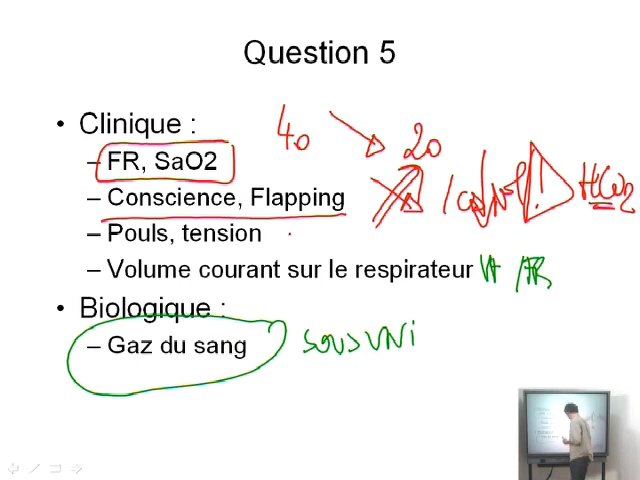 Question 5
• Clinique :
– FR, SaO2
40 20
– Conscience, Flapping
– Pouls, tension
– Volume courant sur le respirateur Vt / FR
• Biologique :
– Gaz du sang sous VNi